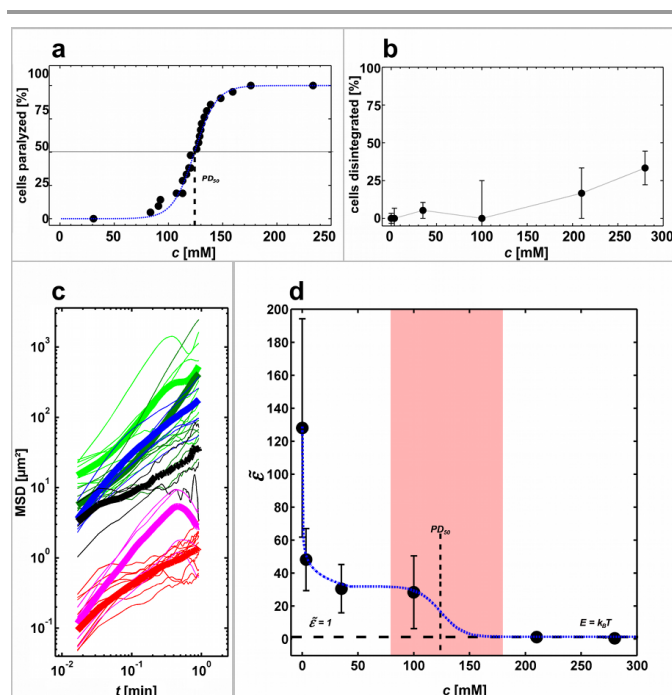 a
cells paralyzed [%]
100
75
50
25
0
PD50
0 50 100 150 200 250
c [mM]
b
cells disintegrated [%]
100
75
50
25
0
0 50 100 150 200 250 300
c [mM]
c
MSD [µm²]
10³
10²
10¹
10⁰
10⁻¹
10⁻² 10⁻¹ 10⁰
t [min]
d
ε̃
200
180
160
140
120
100
80
60
40
20
0
PD50
ε̃ = 1
E = kBT
0 50 100 150 200 250 300
c [mM]